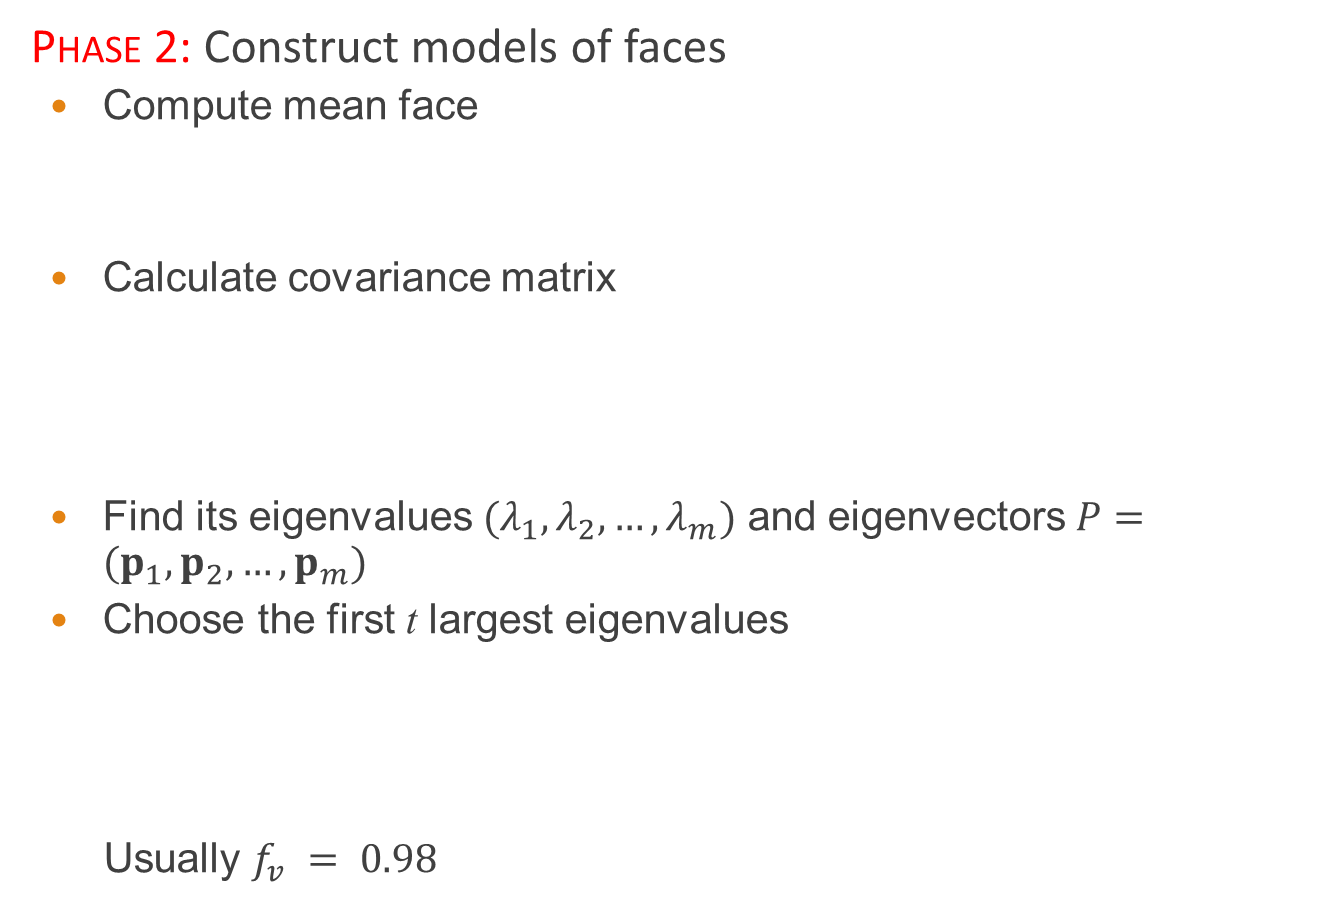 PHASE 2: Construct models of faces
• Compute mean face
• Calculate covariance matrix
• Find its eigenvalues (λ₁, λ₂, … , λₘ) and eigenvectors P =
(𝐩₁, 𝐩₂, … , 𝐩ₘ)
• Choose the first t largest eigenvalues
Usually fᵥ = 0.98